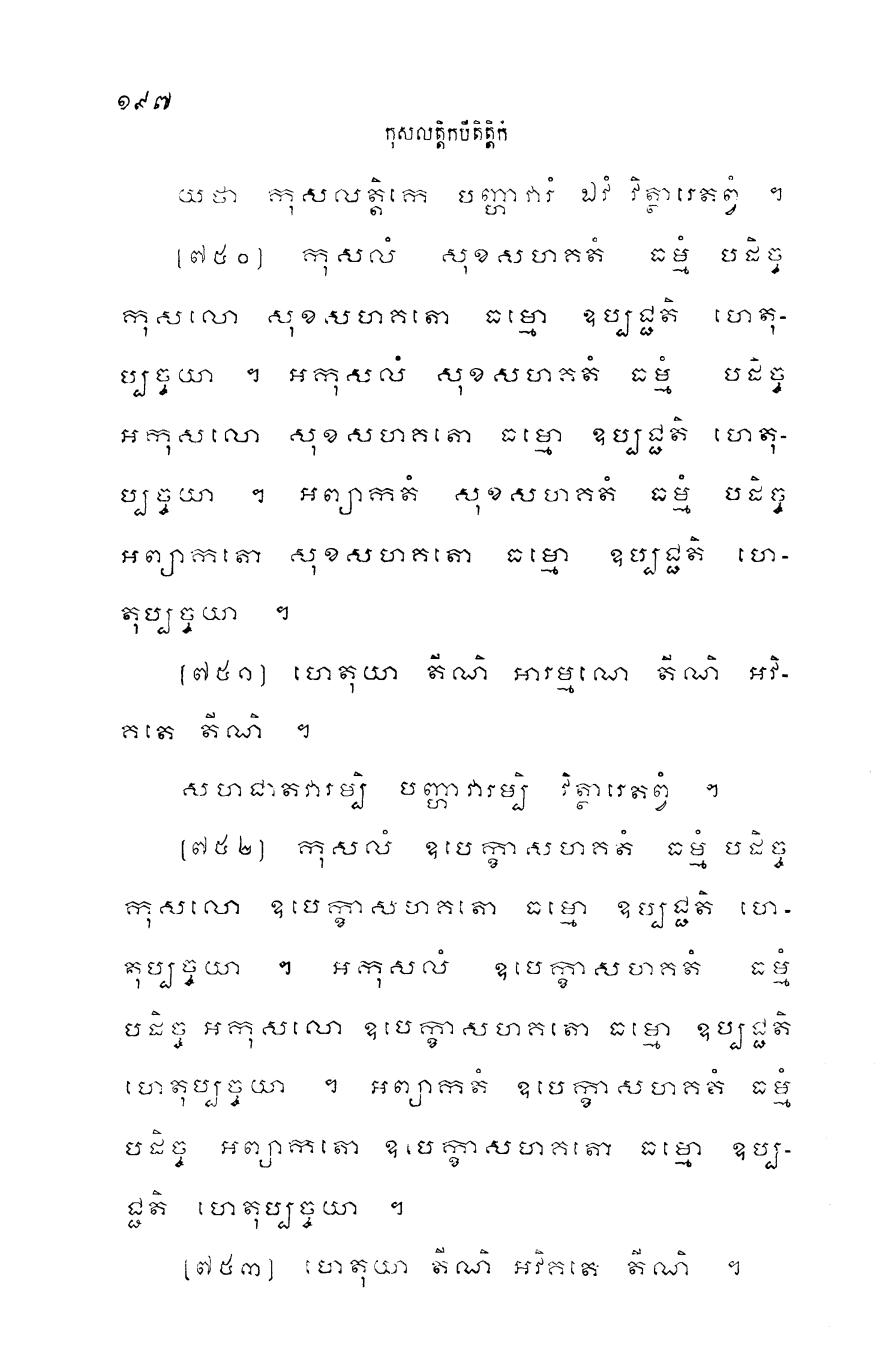 ១៩៧
កុសលត្តិកបីតិត្តិកំ
យថា កុសលត្តិកេ បញ្ហាវារំ ឯវំ វិត្ថារេតព្វំ ។
[៧៥០] កុសលំ សុខសហគតំ ធម្មំ បដិច្ច
កុសលោ សុខសហគតោ ធម្មោ ឧប្បជ្ជតិ ហេតុ-
ប្បច្ចយា ។ អកុសលំ សុខសហគតំ ធម្មំ បដិច្ច
អកុសលោ សុខសហគតោ ធម្មោ ឧប្បជ្ជតិ ហេតុ-
ប្បច្ចយា ។ អព្យាកតំ សុខសហគតំ ធម្មំ បដិច្ច
អព្យាកតោ សុខសហគតោ ធម្មោ ឧប្បជ្ជតិ ហេ-
តុប្បច្ចយា ។
[៧៥១] ហេតុយា តីណិ អារម្មណេ តីណិ អវិ-
គតេ តីណិ ។
សហជាតវារម្បិ បញ្ហាវារម្បិ វិត្ថារេតព្វំ ។
[៧៥២] កុសលំ ឧបេក្ខាសហគតំ ធម្មំ បដិច្ច
កុសលោ ឧបេក្ខាសហគតោ ធម្មោ ឧប្បជ្ជតិ ហេ-
តុប្បច្ចយា ។ អកុសលំ ឧបេក្ខាសហគតំ ធម្មំ
បដិច្ច អកុសលោ ឧបេក្ខាសហគតោ ធម្មោ ឧប្បជ្ជតិ
ហេតុប្បច្ចយា ។ អព្យាកតំ ឧបេក្ខាសហគតំ ធម្មំ
បដិច្ច អព្យាកតោ ឧបេក្ខាសហគតោ ធម្មោ ឧប្ប-
ជ្ជតិ ហេតុប្បច្ចយា ។
[៧៥៣] ហេតុយា តីណិ អវិគតេ តីណិ ។